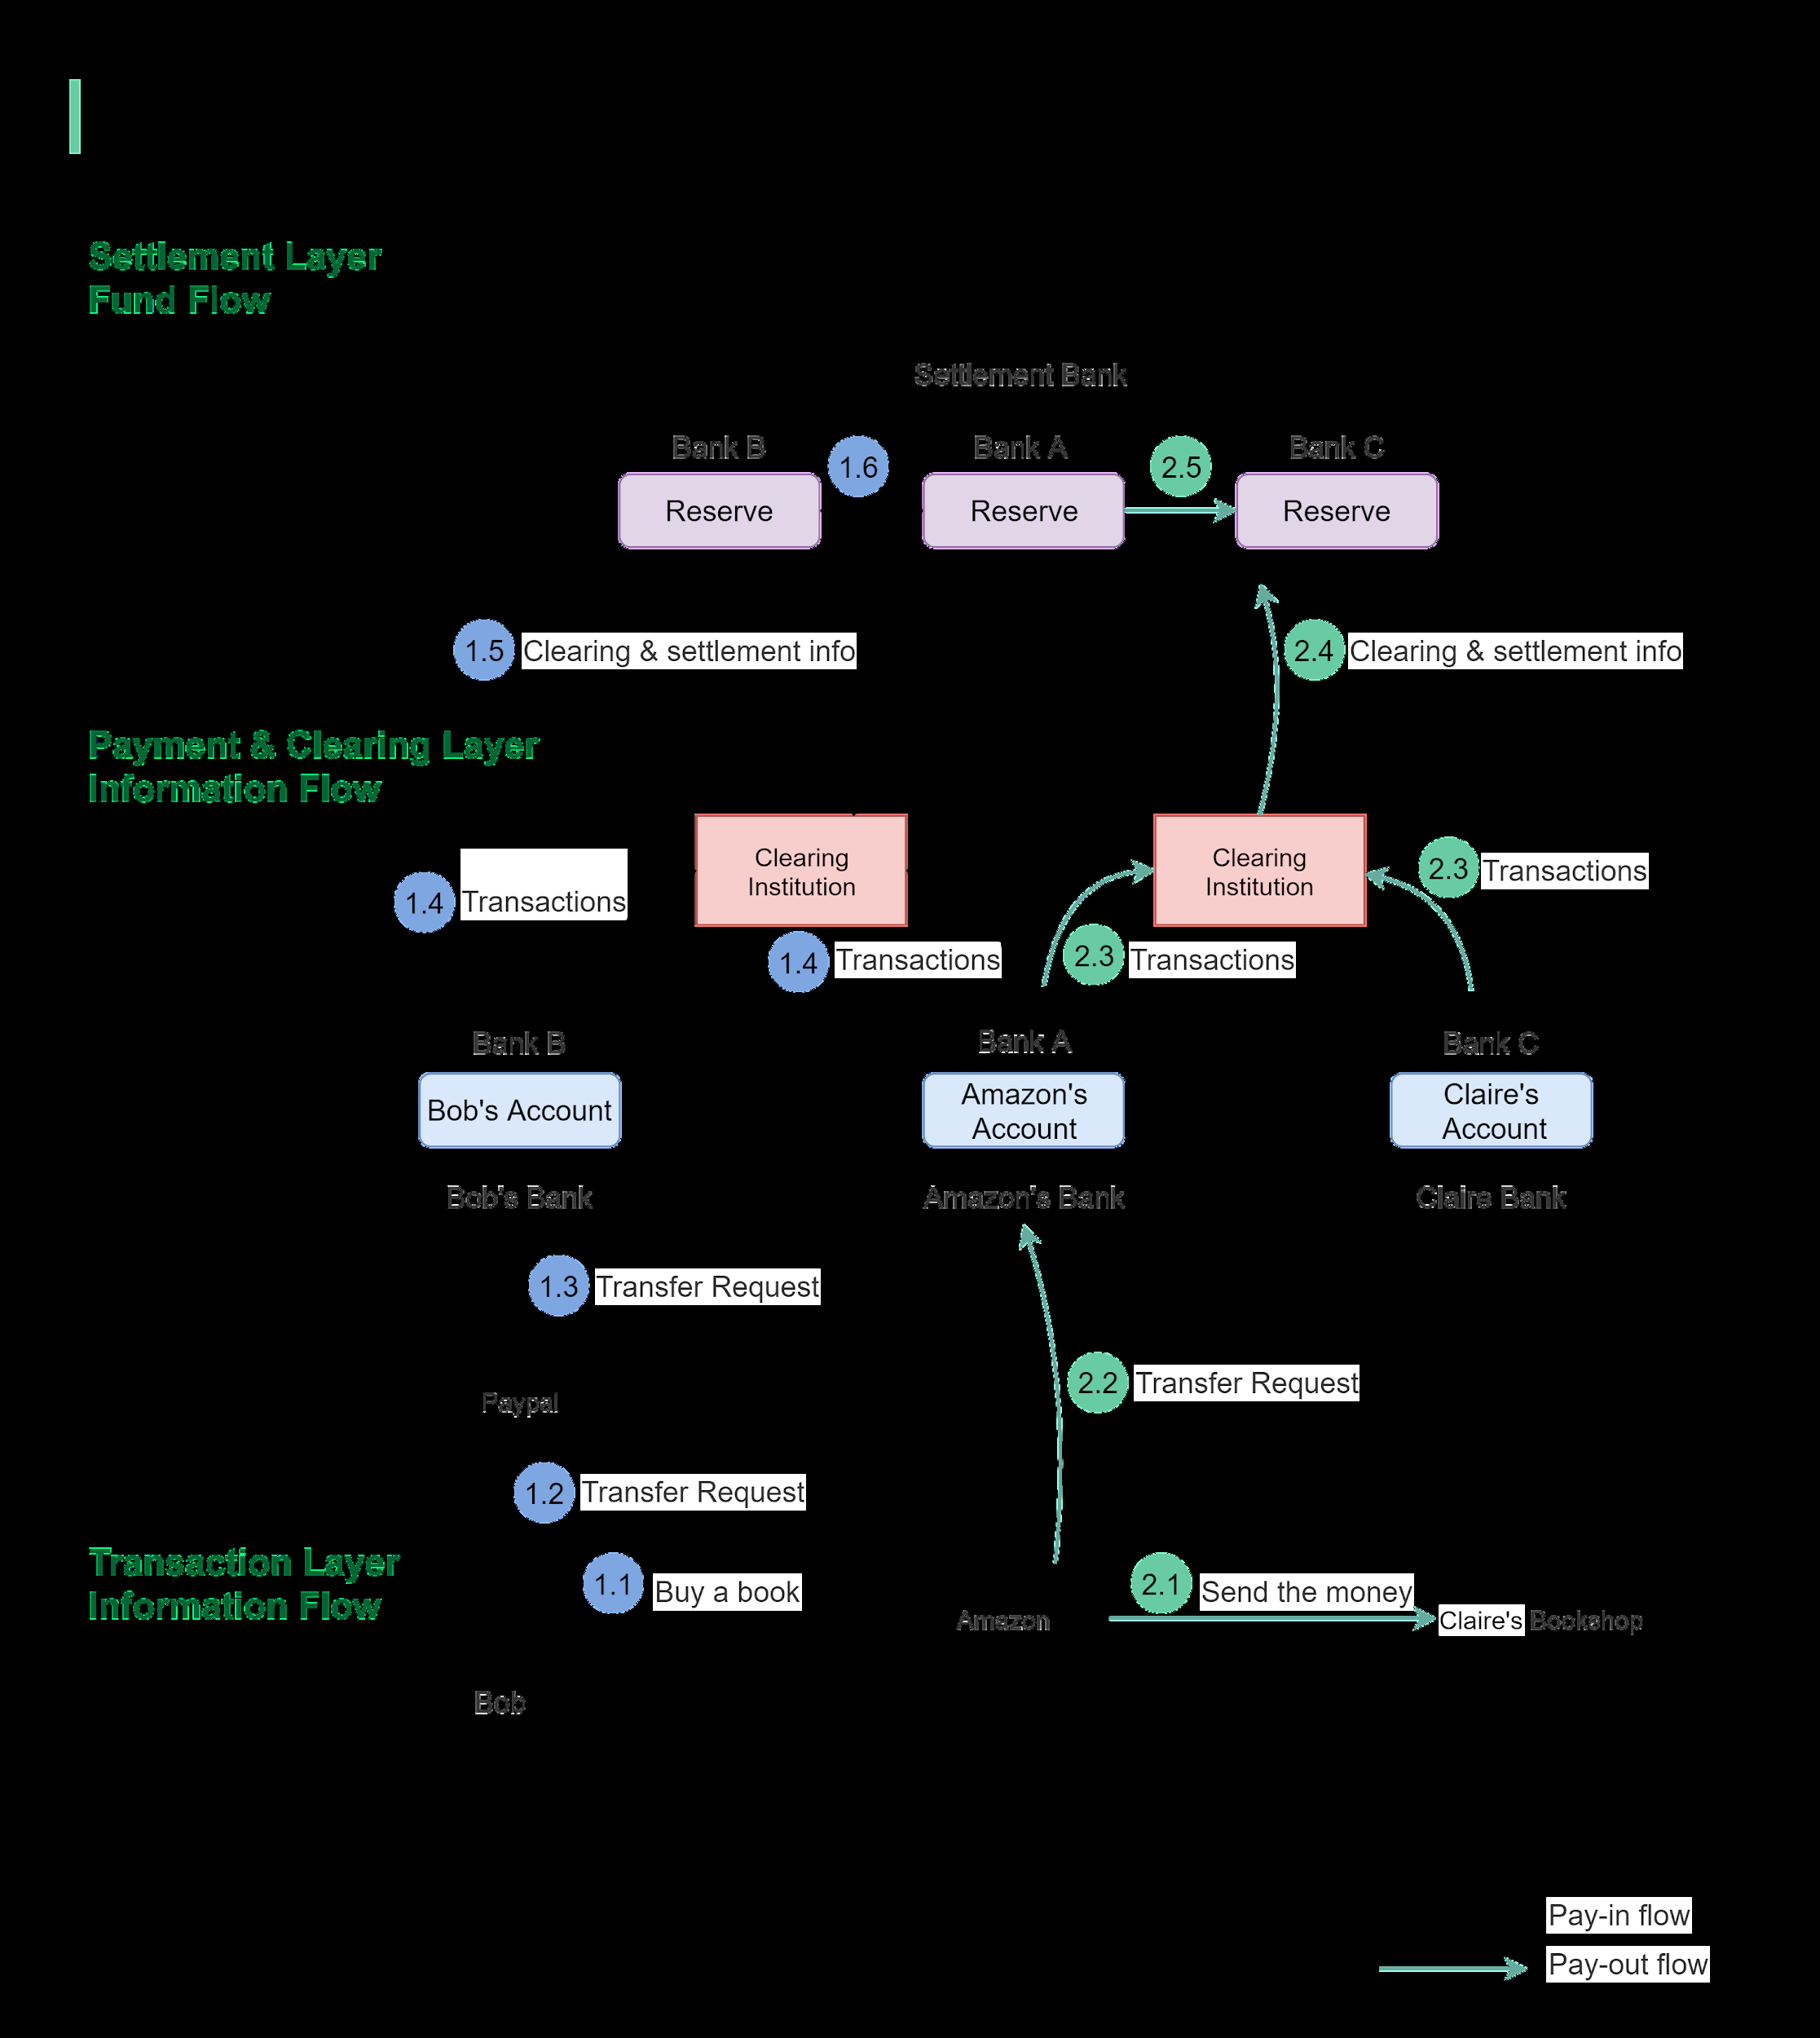 Settlement Layer
Fund Flow
Settlement Bank
Bank B
1.6
Bank A
2.5
Bank C
Reserve
Reserve
Reserve
1.5
Clearing & settlement info
2.4
Clearing & settlement info
Payment & Clearing Layer
Information Flow
Clearing
Institution
Clearing
Institution
2.3
Transactions
1.4
Transactions
1.4
Transactions
2.3
Transactions
Bank B
Bank A
Bank C
Bob's Account
Amazon's
Account
Claire's
Account
Bob's Bank
Amazon's Bank
Claire Bank
1.3
Transfer Request
2.2
Transfer Request
Paypal
1.2
Transfer Request
Transaction Layer
Information Flow
1.1
Buy a book
2.1
Send the money
Amazon
Claire's Bookshop
Bob
Pay-in flow
Pay-out flow